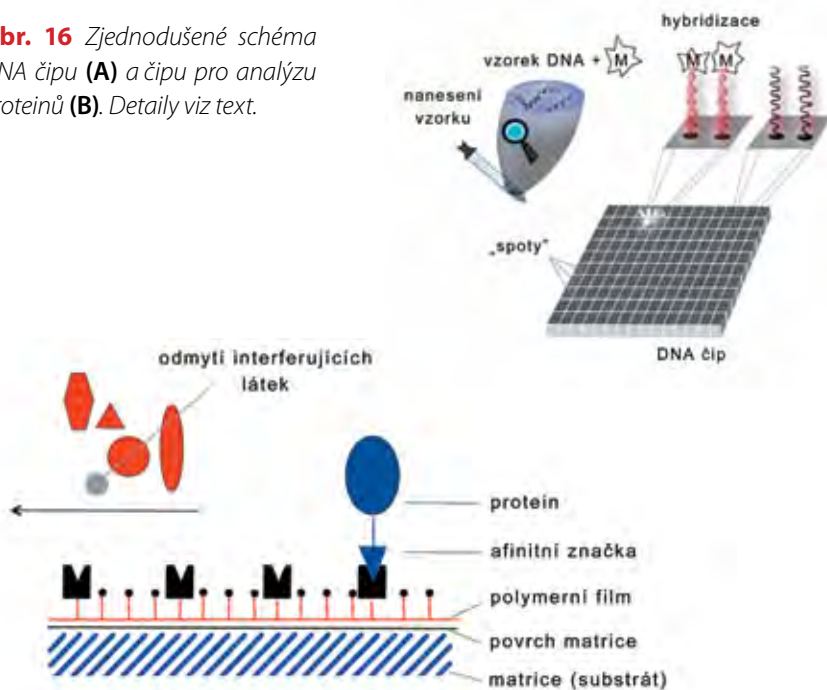 br. 16 Zjednodušené schéma
NA čipu (A) a čipu pro analýzu
roteinů (B). Detaily viz text.
hybridizace
vzorek DNA + M
M M
nanesení
vzorku
„spoty"
DNA čip
odmytí interferujících
látek
protein
afinitní značka
polymerní film
povrch matrice
matrice (substrát)